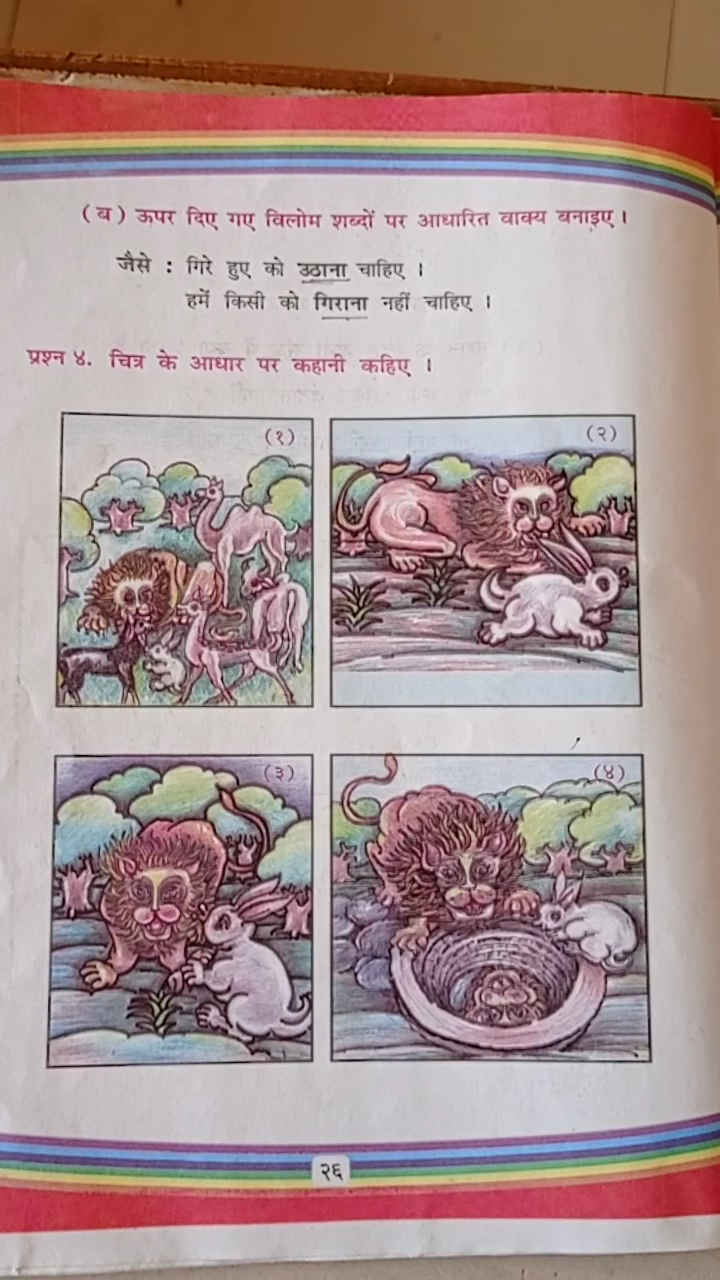 (ब) ऊपर दिए गए विलोम शब्दों पर आधारित वाक्य बनाइए ।
जैसे : गिरे हुए को उठाना चाहिए ।
हमें किसी को गिराना नहीं चाहिए ।
प्रश्न ४. चित्र के आधार पर कहानी कहिए ।
(१)
(२)
(३)
(४)
२६